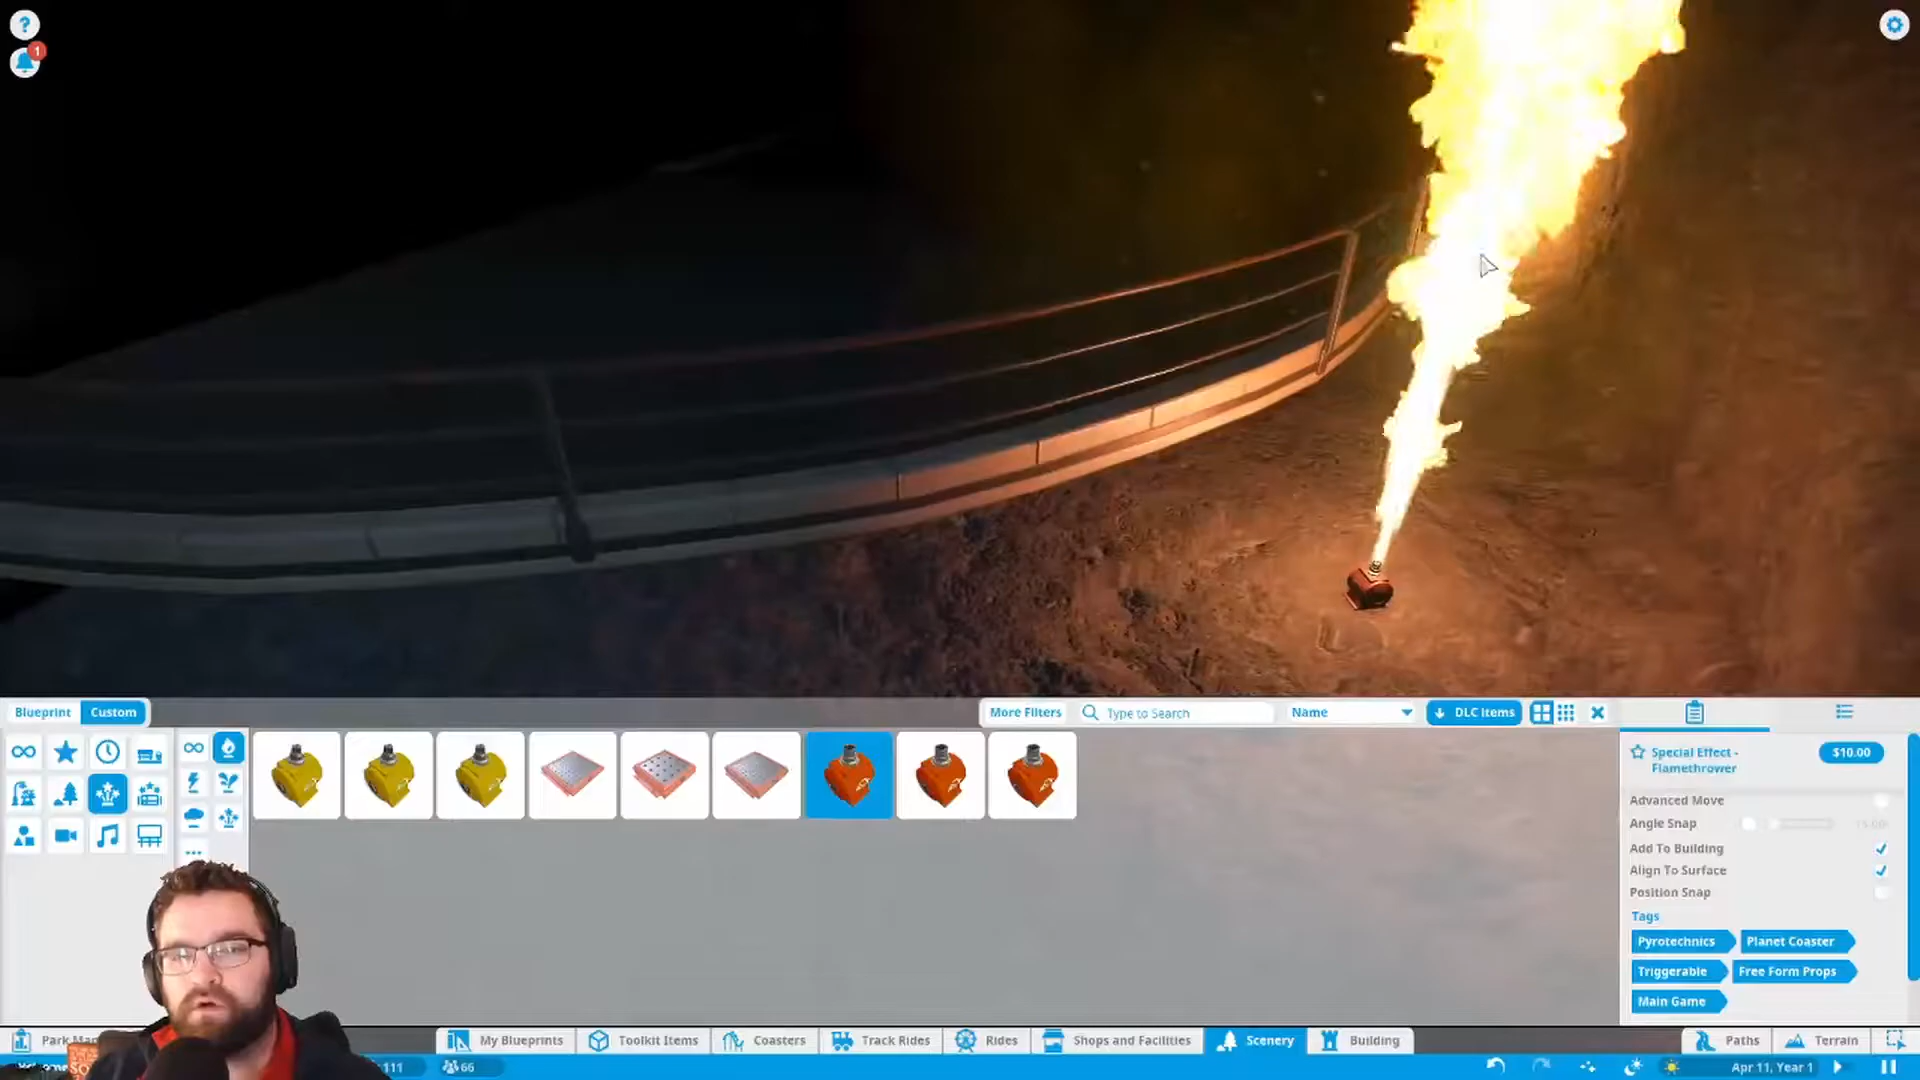 ?
1
Blueprint
Custom
More Filters
Type to Search
Name
DLC Items
Special Effect -
Flamethrower
$10.00
Advanced Move
Angle Snap
Add To Building
Align To Surface
Position Snap
Tags
Pyrotechnics
Planet Coaster
Triggerable
Free Form Props
Main Game
My Blueprints
Toolkit Items
Coasters
Track Rides
Rides
Shops and Facilities
Scenery
Building
Paths
Terrain
111
66
Apr 11, Year 1